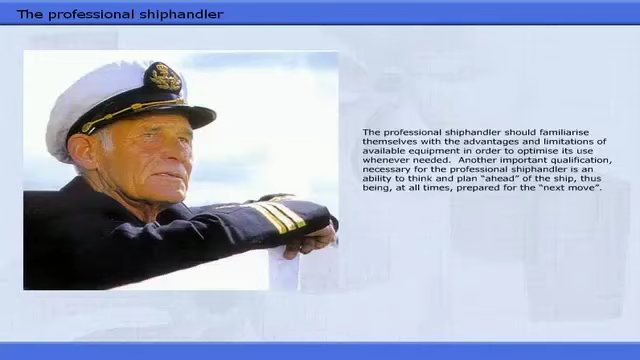 The professional shiphandler
The professional shiphandler should familiarise
themselves with the advantages and limitations of
available equipment in order to optimise its use
whenever needed.  Another important qualification,
necessary for the professional shiphandler is an
ability to think and plan “ahead” of the ship, thus
being, at all times, prepared for the “next move”.